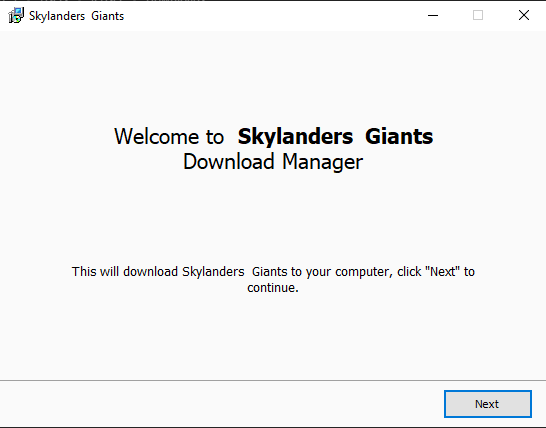 Skylanders  Giants
Welcome to  Skylanders  Giants
Download Manager
This will download Skylanders  Giants to your computer, click "Next" to
continue.
Next